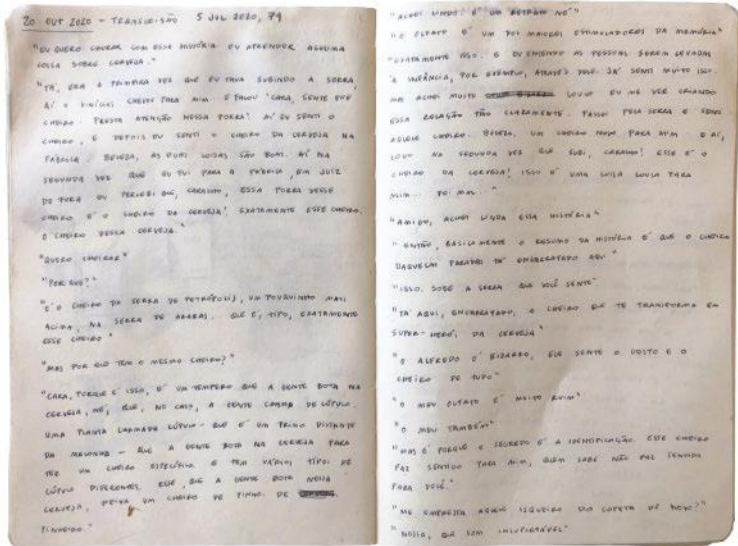 20 OUT 2020 - TRANSCRISÃO 5 JUL 2020, 79
"EU QUERO CHORAR COM ESSA HISTÓRIA. EU APRENDER ALGUMA
COISA SOBRE CERVEJA."
"TÁ, ERA A PRIMEIRA VEZ QUE EU TAVA SUBINDO A SERRA,
AÍ O VINÍCIUS CHEGOU PARA MIM E FALOU 'CARA, SENTE ESSE
CHEIRO. PRESTA ATENÇÃO NESSA PORRA!' AÍ EU SENTI O
CHEIRO, E DEPOIS EU SENTI O CHEIRO DA CERVEJA NA
FÁBRICA. BELEZA, AS DUAS COISAS SÃO BOAS. AÍ NA
SEGUNDA VEZ QUE EU FUI PARA A FÁBRICA, EM JUIZ
DE FORA EU PERCEBI QUE, CARALHO, ESSA PORRA DESSE
CHEIRO É O CHEIRO DA CERVEJA! EXATAMENTE ESSE CHEIRO.
O CHEIRO DESSA CERVEJA."
"QUERO CHEIRAR"
"POR QUE?"
"É O CHEIRO DA SERRA DE PETRÓPOLIS, UM POUQUINHO MAIS
ACIMA, NA SERRA DE ARARAS. QUE É, TIPO, EXATAMENTE
ESSE CHEIRO"
"MAS POR QUE TEM O MESMO CHEIRO?"
"CARA, PORQUE É ISSO, É UM TEMPERO QUE A GENTE BOTA NA
CERVEJA, NÉ, QUE, NO CASO, A GENTE CHAMA DE LÚPULO.
UMA PLANTA CHAMADA LÚPULO - QUE É UM PRIMO DISTANTE
DA MACONHA - QUE A GENTE BOTA NA CERVEJA PARA
TER UM CHEIRO ESPECÍFICO. E TEM VÁRIOS TIPOS DE
LÚPULO DIFERENTES. ESSE, QUE A GENTE BOTA NESSA
CERVEJA, DEIXA UM CHEIRO DE PINHO. DE
PINHEIRO."
"ACHEI LINDO. É UM RETRATO NÉ"
"O OLFATO É UM DOS MAIORES ESTIMULADORES DA MEMÓRIA"
"EXATAMENTE ISSO. E EU ENTENDO AS PESSOAS SEREM LEVADAS
À INFÂNCIA, POR EXEMPLO, ATRAVÉS DELE. JÁ SENTI MUITO ISSO.
MAS ACHEI MUITO LOUCO EU ME VER CRIANDO
ESSA RELAÇÃO TÃO CLARAMENTE. PASSEI PELA SERRA E SENTI
AQUELE CHEIRO. BELEZA, UM CHEIRO NOVO PARA MIM. E AÍ,
LOGO NA SEGUNDA VEZ QUE SUBI, CARALHO! ESSE É O
CHEIRO DA CERVEJA! ISSO É UMA COISA LOUCA PARA
MIM... FOI MAL..."
"AMIGO, ACHEI LINDA ESSA HISTÓRIA"
"ENTÃO, BASICAMENTE O RESUMO DA HISTÓRIA É QUE O CHEIRO
DAQUELAS PARADAS TÁ ENGARRAFADO AQUI"
"ISSO. SOBE A SERRA QUE VOCÊ SENTE"
"TÁ AQUI, ENGARRAFADO, O CHEIRO QUE TE TRANSFORMA EM
SUPER-HERÓI DA CERVEJA"
"O ALFREDO É BIZARRO, ELE SENTE O GOSTO E O
CHEIRO DE TUDO"
"O MEU OLFATO É MUITO RUIM"
"O MEU TAMBÉM"
"MAS É PORQUE O SEGREDO É A IDENTIFICAÇÃO. ESSE CHEIRO
FAZ SENTIDO PARA MIM, QUEM SABE NÃO FAZ SENTIDO
PARA VOCÊ."
"ME EMPRESTA AQUELE ISQUEIRO DO CAPETA DE NOVO?"
"NOSSA, QUE SOM INSUPORTÁVEL"